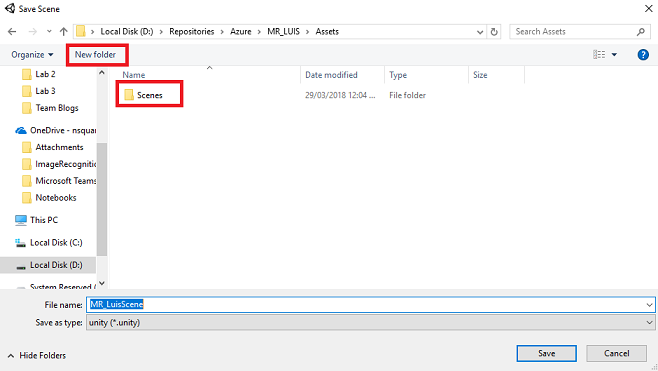 Save Scene
Local Disk (D:) > Repositories > Azure > MR_LUIS > Assets
Search Assets
Organize
New folder
Name
Date modified
Type
Size
Lab 2
Lab 3
Team Blogs
OneDrive - nsquare
Attachments
ImageRecogniti
Microsoft Teams
Notebooks
This PC
Local Disk (C:)
Local Disk (D:)
System Reserved (
Scenes
29/03/2018 12:04 ...
File folder
File name:
MR_LuisScene
Save as type:
unity (*.unity)
Hide Folders
Save
Cancel